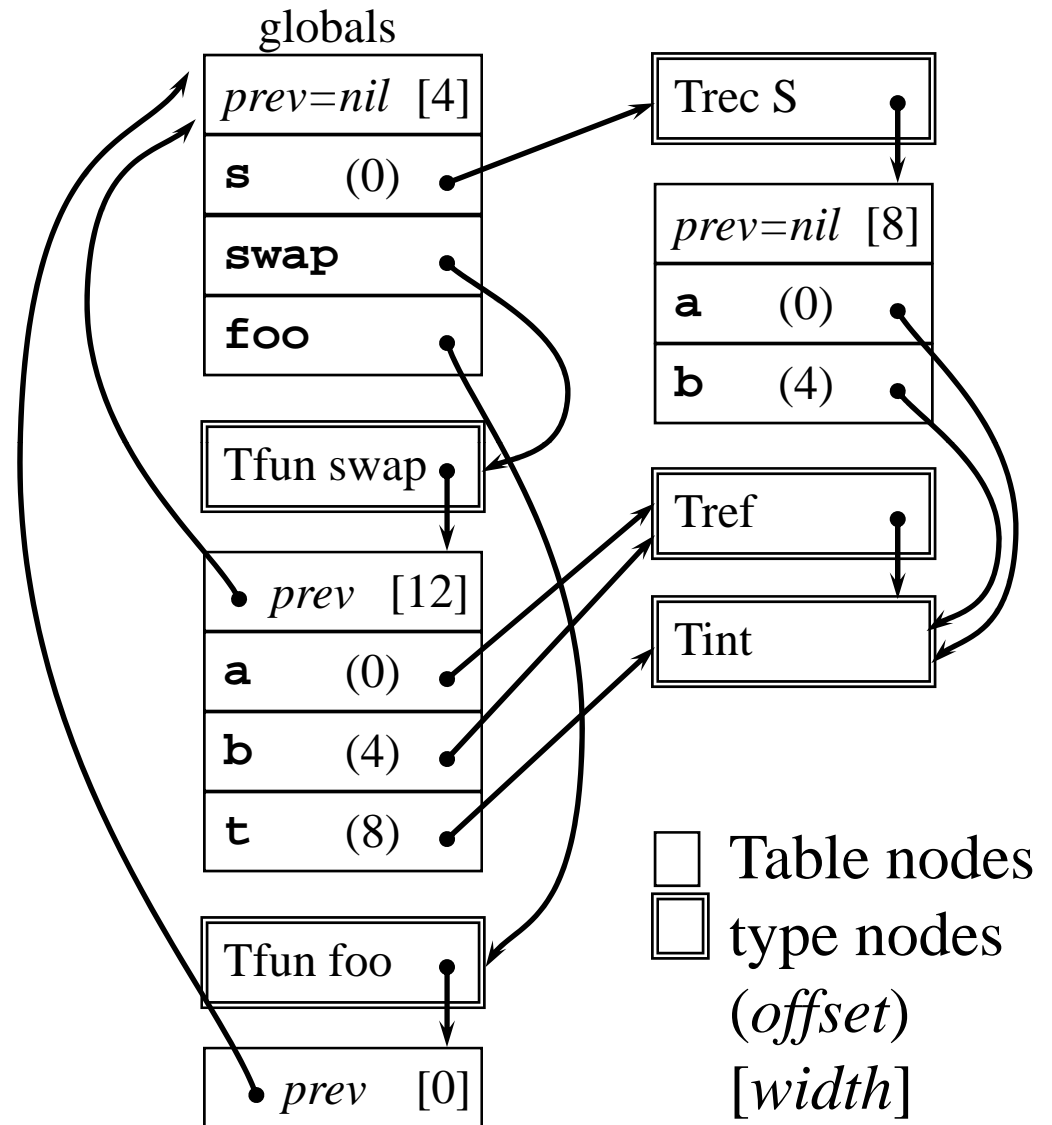 globals
prev=nil [4]
s (0)
swap
foo
Tfun swap
prev [12]
a (0)
b (4)
t (8)
Tfun foo
prev [0]
Trec S
prev=nil [8]
a (0)
b (4)
Tref
Tint
Table nodes
type nodes
(offset)
[width]